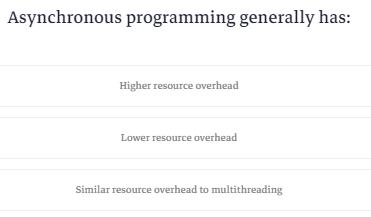 Asynchronous programming generally has:
Higher resource overhead
Lower resource overhead
Similar resource overhead to multithreading